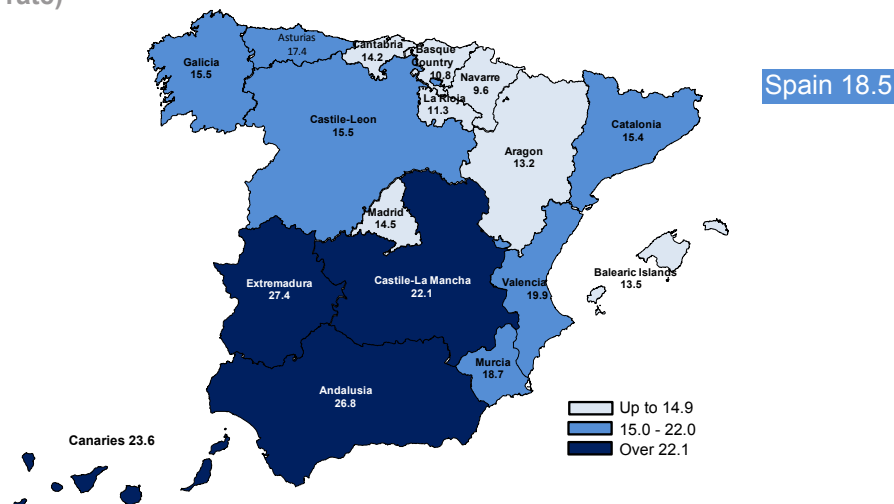 rate)
Asturias
17.4
Cantabria
14.2
Basque
Country
10.8
Galicia
15.5
Navarre
9.6
La Rioja
11.3
Spain 18.5
Castile-Leon
15.5
Catalonia
15.4
Aragon
13.2
Madrid
14.5
Balearic Islands
13.5
Extremadura
27.4
Castile-La Mancha
22.1
Valencia
19.9
Murcia
18.7
Andalusia
26.8
Up to 14.9
15.0 - 22.0
Over 22.1
Canaries 23.6